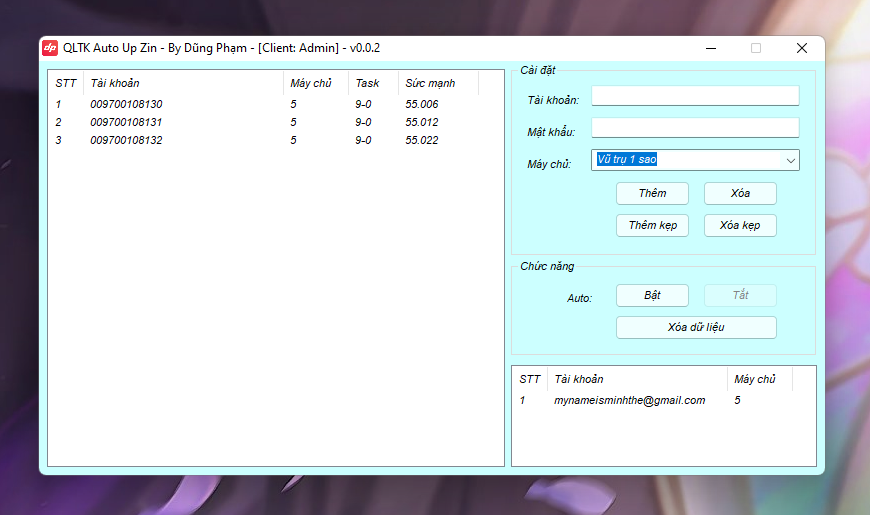 dp QLTK Auto Up Zin - By Dũng Phạm - [Client: Admin] - v0.0.2
STT Tài khoản Máy chủ Task Sức mạnh
1 009700108130 5 9-0 55.006
2 009700108131 5 9-0 55.012
3 009700108132 5 9-0 55.022
Cài đặt
Tài khoản:
Mật khẩu:
Máy chủ: Vũ trụ 1 sao
Thêm Xóa
Thêm kẹp Xóa kẹp
Chức năng
Auto: Bật Tắt
Xóa dữ liệu
STT Tài khoản Máy chủ
1 mynameisminhthe@gmail.com 5